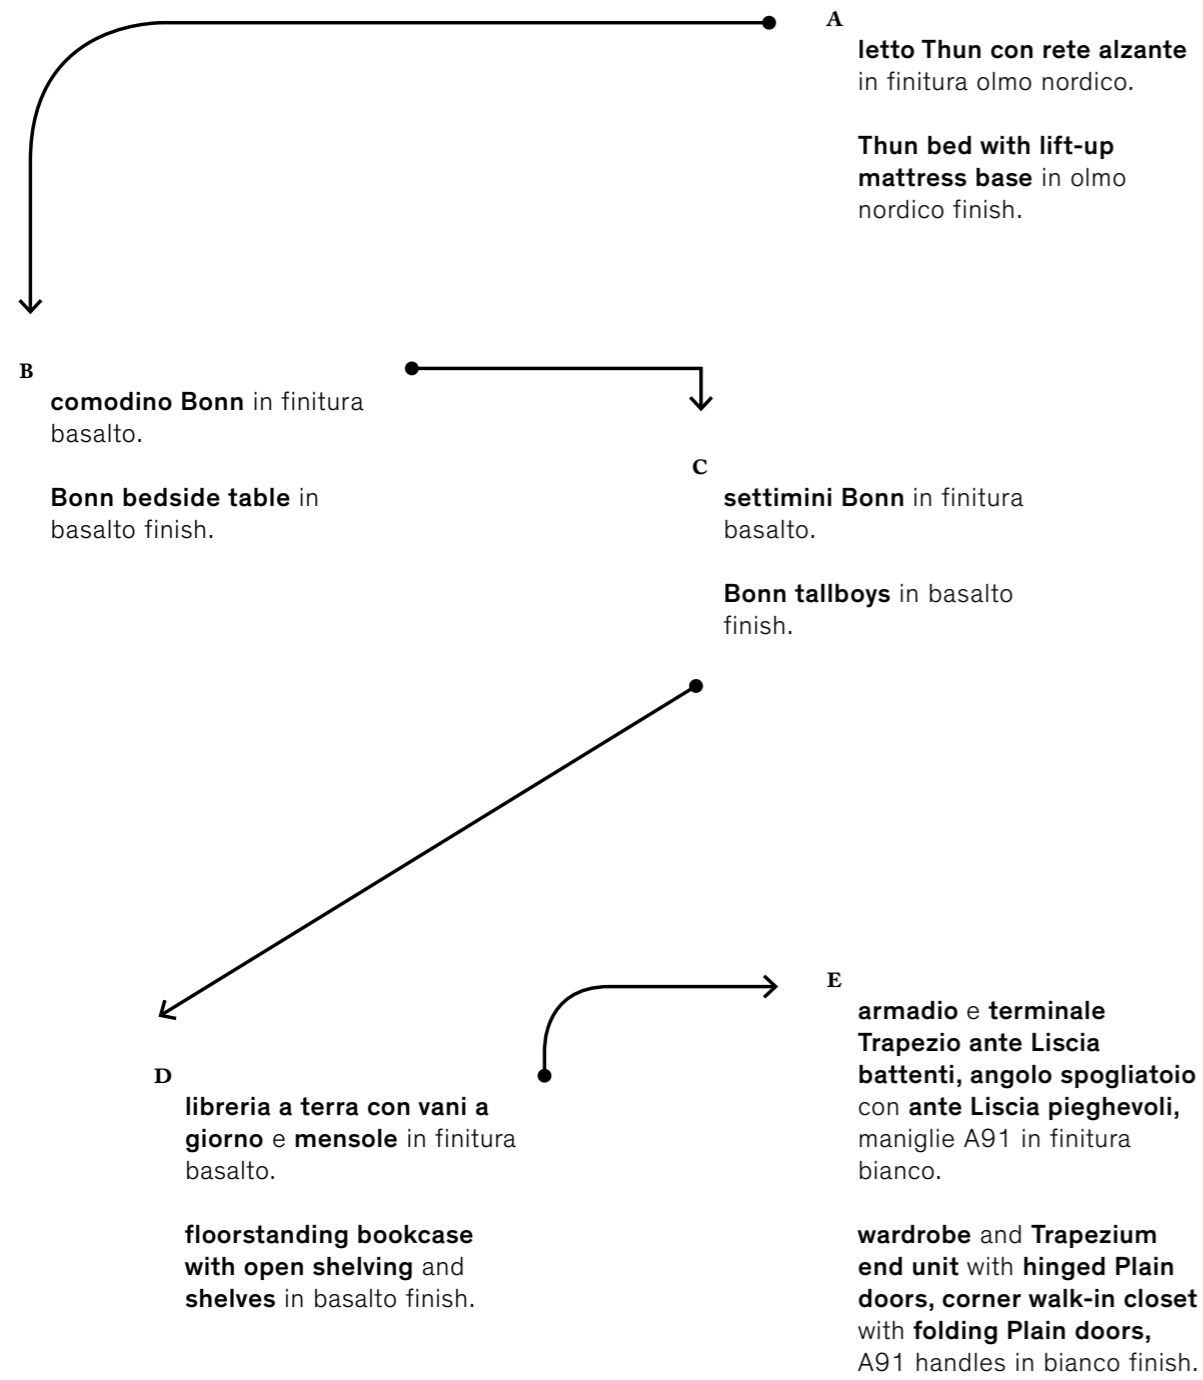 A
letto Thun con rete alzante
in finitura olmo nordico.
Thun bed with lift-up
mattress base in olmo
nordico finish.
B
comodino Bonn in finitura
basalto.
Bonn bedside table in
basalto finish.
C
settimini Bonn in finitura
basalto.
Bonn tallboys in basalto
finish.
D
libreria a terra con vani a
giorno e mensole in finitura
basalto.
floorstanding bookcase
with open shelving and
shelves in basalto finish.
E
armadio e terminale
Trapezio ante Liscia
battenti, angolo spogliatoio
con ante Liscia pieghevoli,
maniglie A91 in finitura
bianco.
wardrobe and Trapezium
end unit with hinged Plain
doors, corner walk-in closet
with folding Plain doors,
A91 handles in bianco finish.